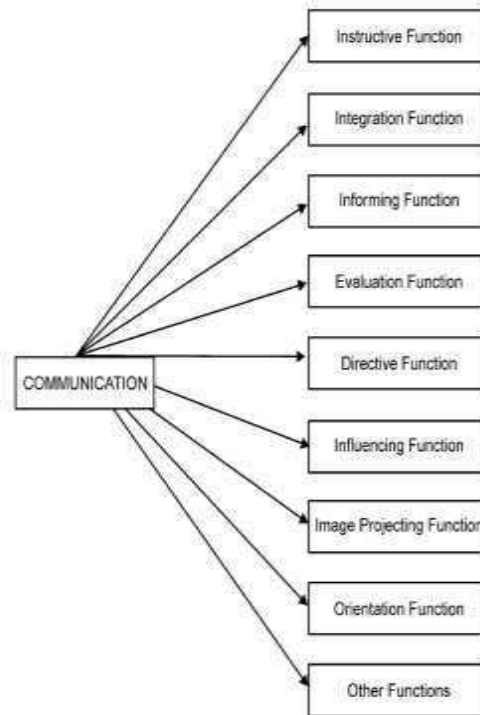 Instructive Function
Integration Function
Informing Function
Evaluation Function
Directive Function
COMMUNICATION
Influencing Function
Image Projecting Function
Orientation Function
Other Functions